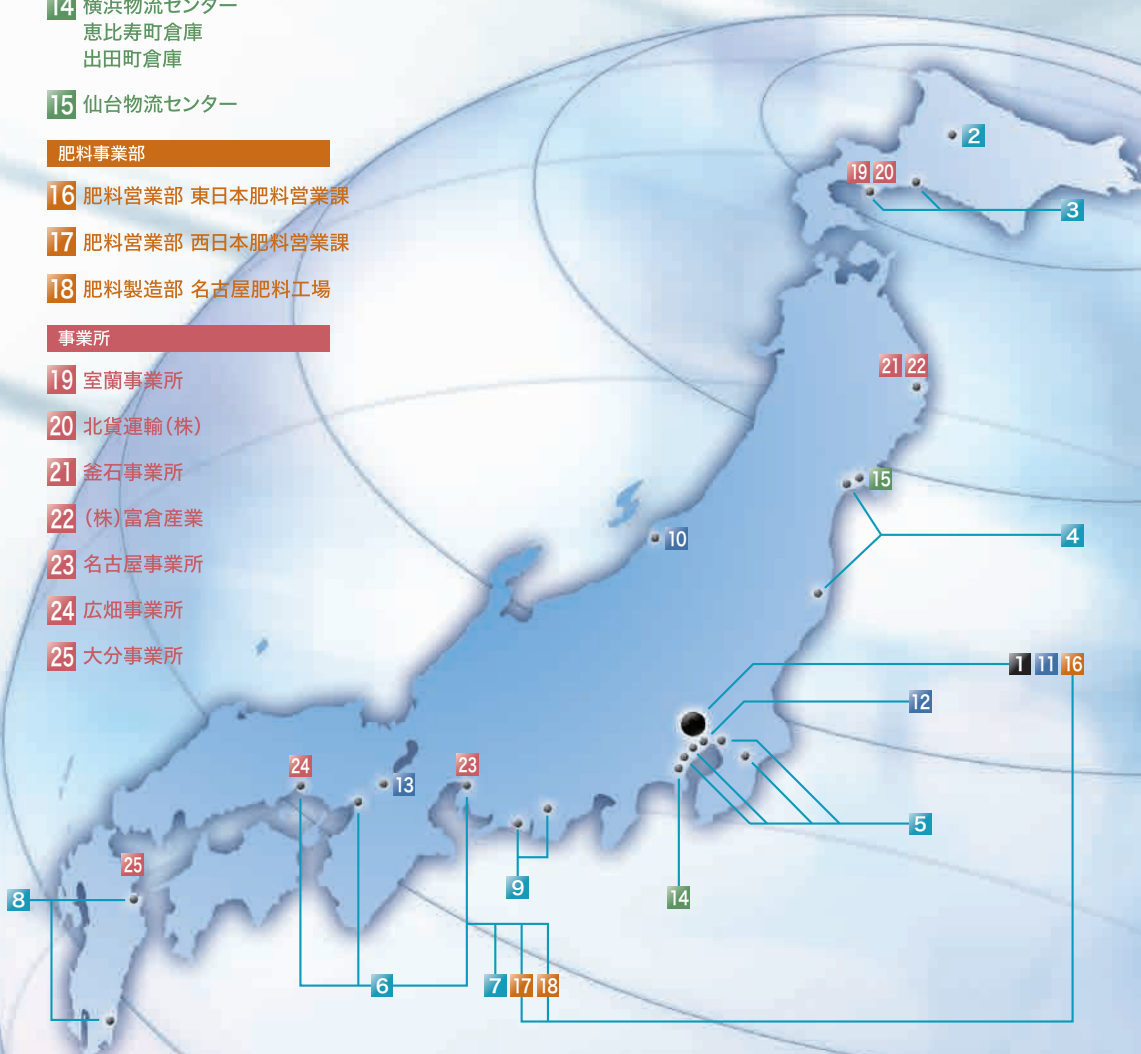 14 横浜物流センター
恵比寿町倉庫
出田町倉庫
15 仙台物流センター
肥料事業部
16 肥料営業部 東日本肥料営業課
17 肥料営業部 西日本肥料営業課
18 肥料製造部 名古屋肥料工場
事業所
19 室蘭事業所
20 北貨運輸(株)
21 釜石事業所
22 (株)富倉産業
23 名古屋事業所
24 広畑事業所
25 大分事業所
2
19 20
3
21 22
15
10
4
1 11 16
12
24
23
13
5
25
9
14
8
6
7 17 18